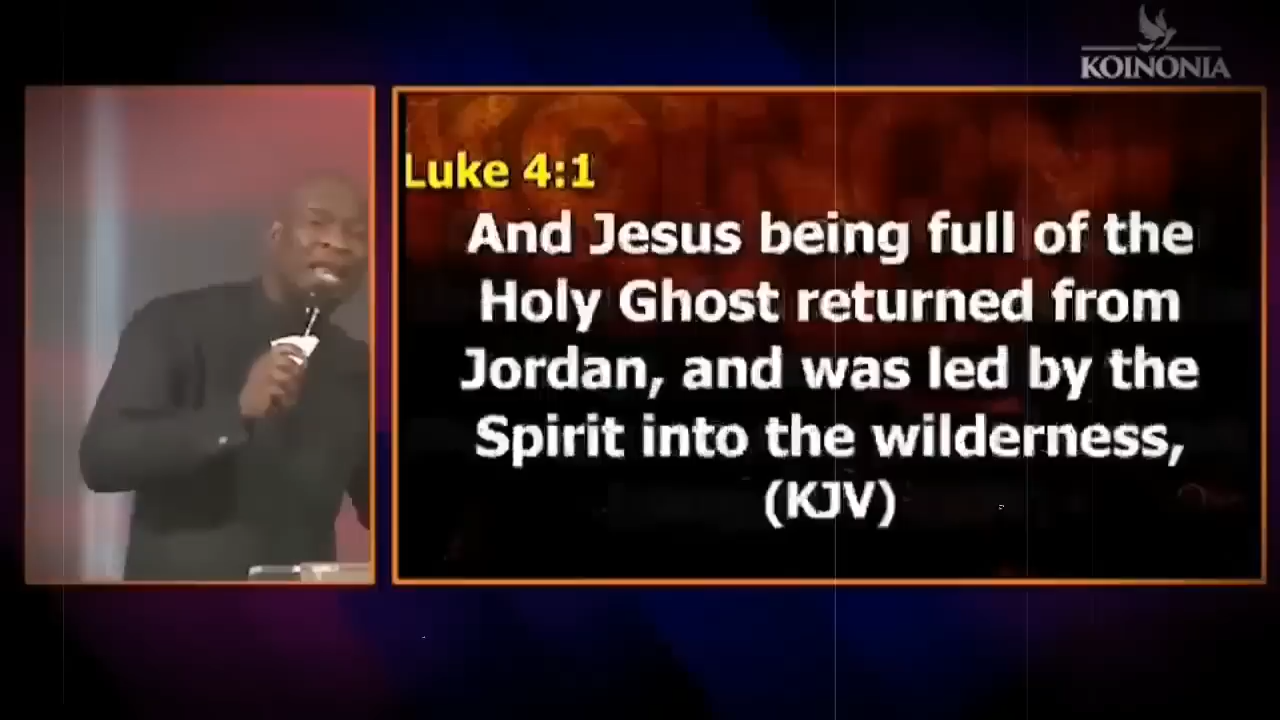 KOINONIA
Luke 4:1
And Jesus being full of the
Holy Ghost returned from
Jordan, and was led by the
Spirit into the wilderness,
(KJV)